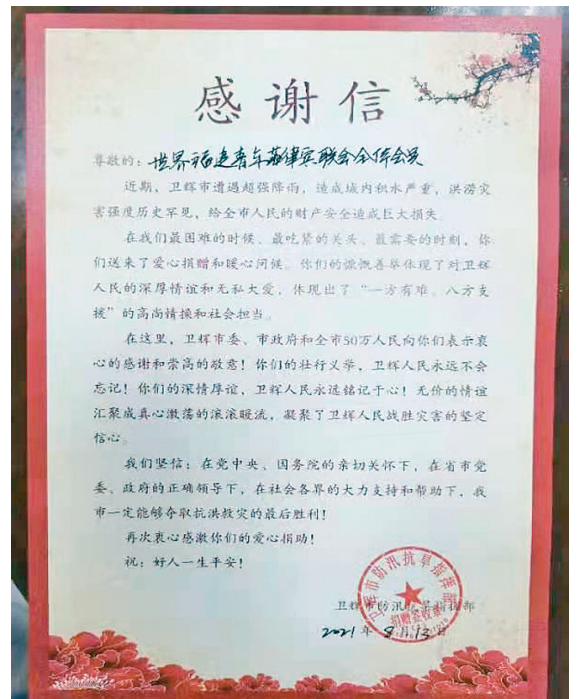 感谢信
尊敬的：世界福建青年菲律宾联会全体会员
近期，卫辉市遭遇超强降雨，造成城内积水严重，洪涝灾
害强度历史罕见，给全市人民的财产安全造成巨大损失。
在我们最困难的时候、最吃紧的关头、最需要的时刻，你
们送来了爱心捐赠和暖心问候。你们的慷慨善举体现了对卫辉
人民的深厚情谊和无私大爱，体现出了“一方有难、八方支
援”的高尚情操和社会担当。
在这里，卫辉市委、市政府和全市50万人民向你们表示衷
心的感谢和崇高的敬意！你们的壮行义举，卫辉人民永远不会
忘记！你们的深情厚谊，卫辉人民永远铭记于心！无价的情谊
汇聚成真心激荡的滚滚暖流，凝聚了卫辉人民战胜灾害的坚定
信心。
我们坚信：在党中央、国务院的亲切关怀下，在省市党
委、政府的正确领导下，在社会各界的大力支持和帮助下，我
市一定能够夺取抗洪救灾的最后胜利！
再次衷心感激你们的爱心捐助！
祝：好人一生平安！
卫辉市防汛抗旱指挥部
捐赠签收章
卫辉市防汛抗旱指挥部
2021年8月13日